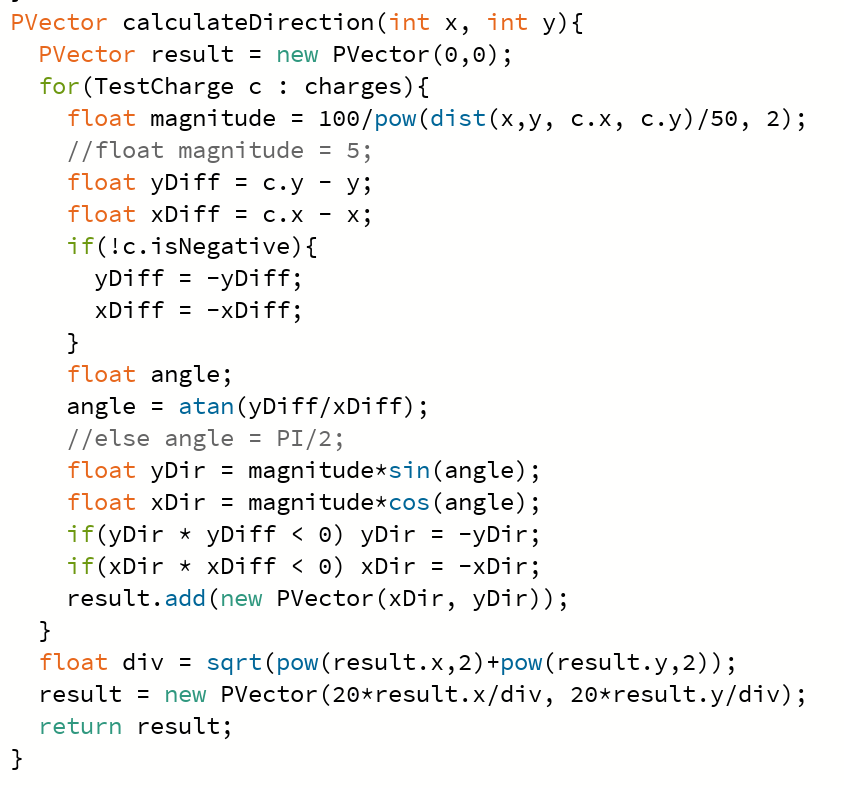 PVector calculateDirection(int x, int y){
  PVector result = new PVector(0,0);
  for(TestCharge c : charges){
    float magnitude = 100/pow(dist(x,y, c.x, c.y)/50, 2);
    //float magnitude = 5;
    float yDiff = c.y - y;
    float xDiff = c.x - x;
    if(!c.isNegative){
      yDiff = -yDiff;
      xDiff = -xDiff;
    }
    float angle;
    angle = atan(yDiff/xDiff);
    //else angle = PI/2;
    float yDir = magnitude*sin(angle);
    float xDir = magnitude*cos(angle);
    if(yDir * yDiff < 0) yDir = -yDir;
    if(xDir * xDiff < 0) xDir = -xDir;
    result.add(new PVector(xDir, yDir));
  }
  float div = sqrt(pow(result.x,2)+pow(result.y,2));
  result = new PVector(20*result.x/div, 20*result.y/div);
  return result;
}